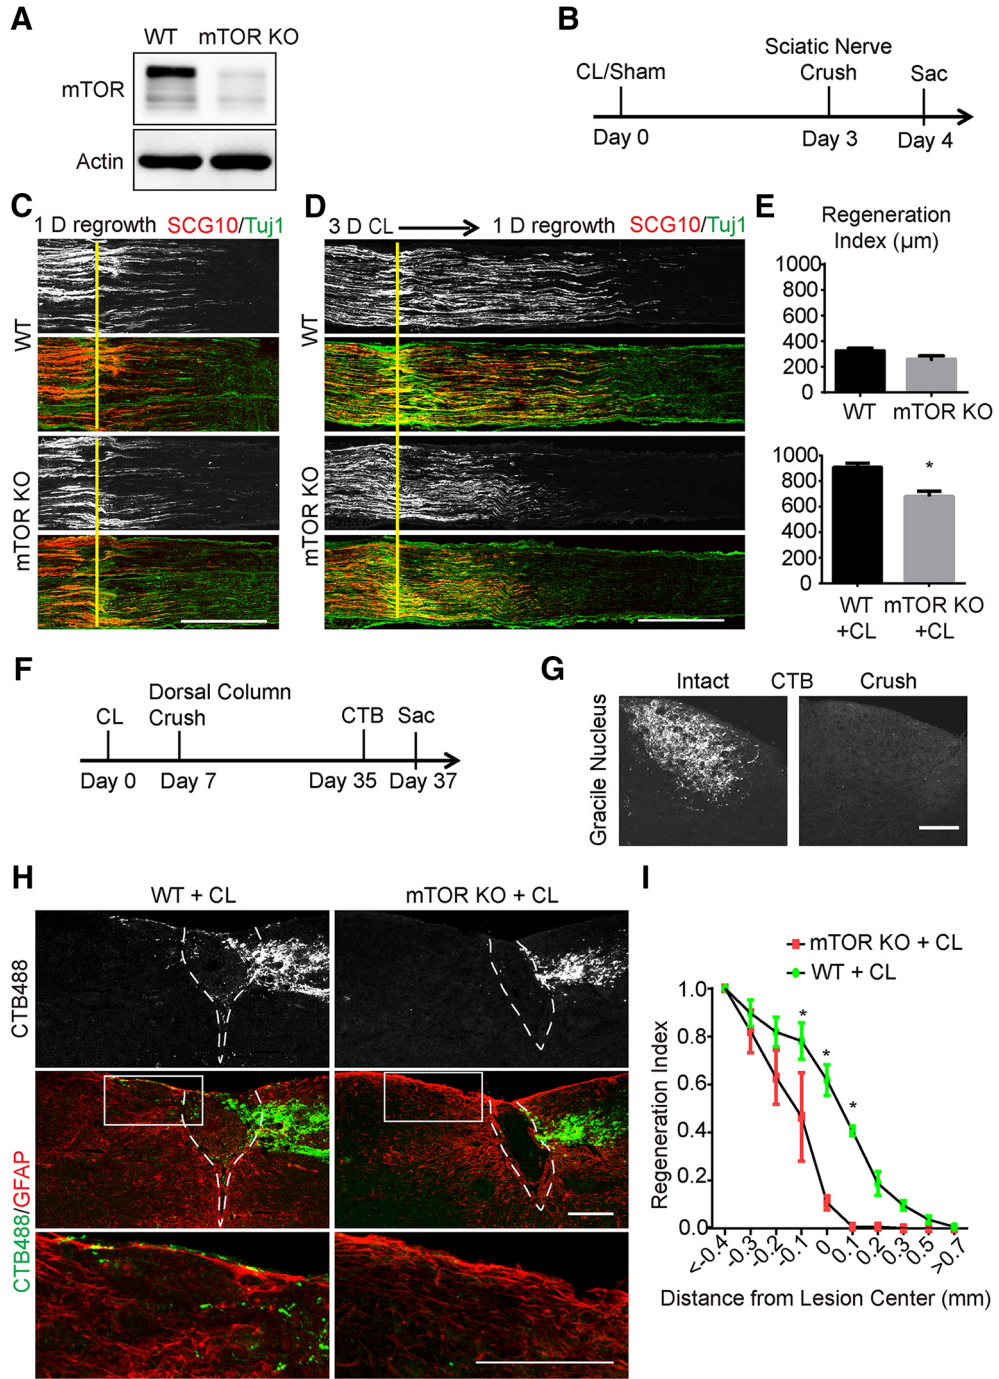 A
WT mTOR KO
mTOR
Actin
B
CL/Sham
Sciatic Nerve
Crush
Sac
Day 0
Day 3
Day 4
C
1 D regrowth SCG10/Tuj1
WT
mTOR KO
D
3 D CL
1 D regrowth SCG10/Tuj1
E
Regeneration
Index (µm)
1000
800
600
400
200
0
WT mTOR KO
1000
800
600
400
200
0
*
WT mTOR KO
+CL +CL
F
CL
Dorsal Column
Crush
CTB
Sac
Day 0
Day 7
Day 35
Day 37
G
Intact CTB Crush
Gracile Nucleus
H
WT + CL
mTOR KO + CL
CTB488
CTB488/GFAP
I
mTOR KO + CL
WT + CL
Regeneration Index
1.0
0.8
0.6
0.4
0.2
0.0
*
*
*
<-0.4
-0.3
-0.2
-0.1
0
0.1
0.2
0.3
0.5
>0.7
Distance from Lesion Center (mm)